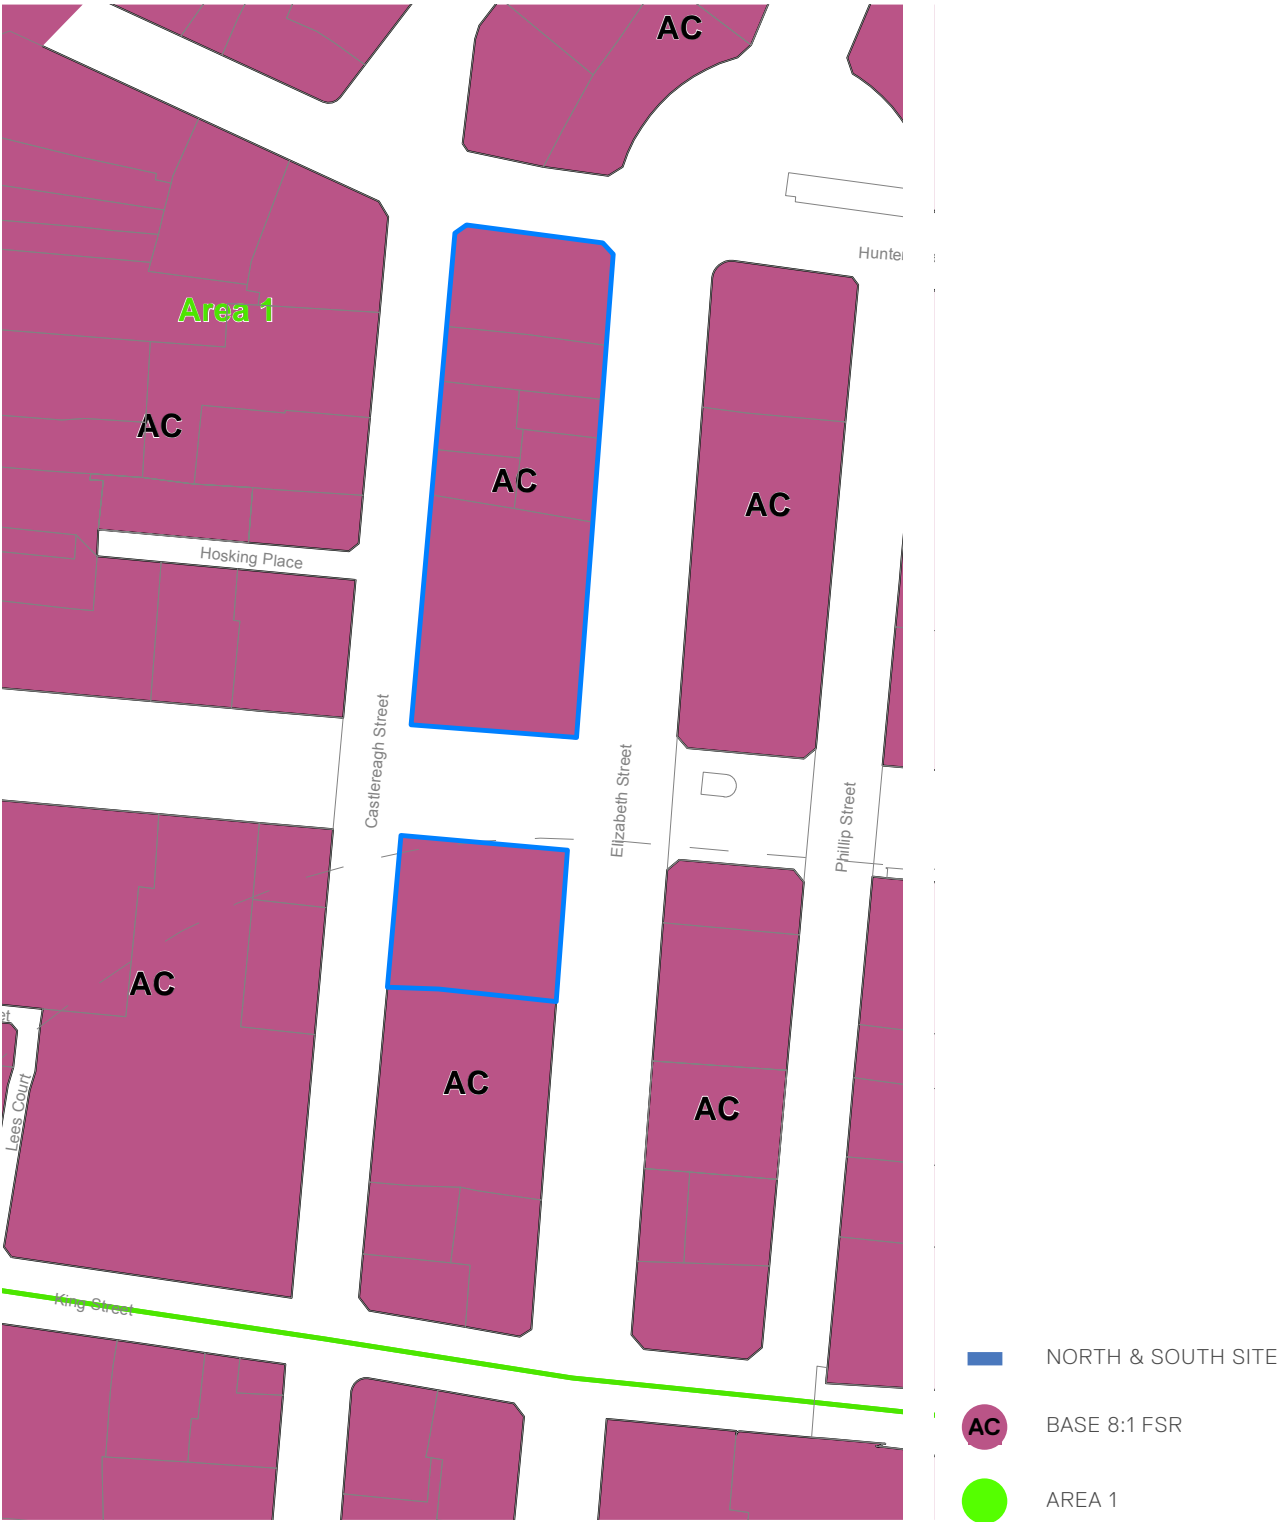 AC
Hunter
Area 1
AC
AC
AC
Hosking Place
Castlereagh Street
Elizabeth Street
Phillip Street
AC
et
Lees Court
AC
AC
King Street
NORTH & SOUTH SITE
AC BASE 8:1 FSR
AREA 1